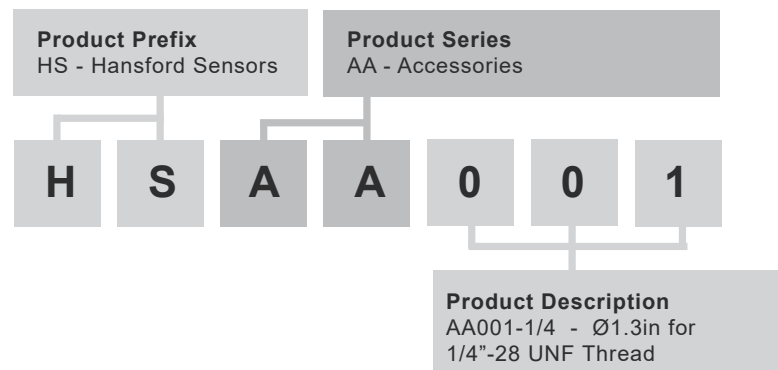 Product Prefix
HS - Hansford Sensors
Product Series
AA - Accessories
H S A A 0 0 1
Product Description
AA001-1/4 - Ø1.3in for
1/4”-28 UNF Thread